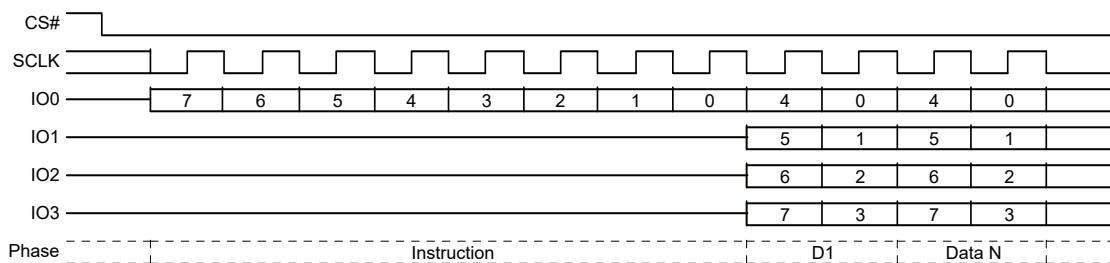 CS#
SCLK
IO0 7 6 5 4 3 2 1 0 4 0 4 0
IO1 5 1 5 1
IO2 6 2 6 2
IO3 7 3 7 3
Phase Instruction D1 Data N